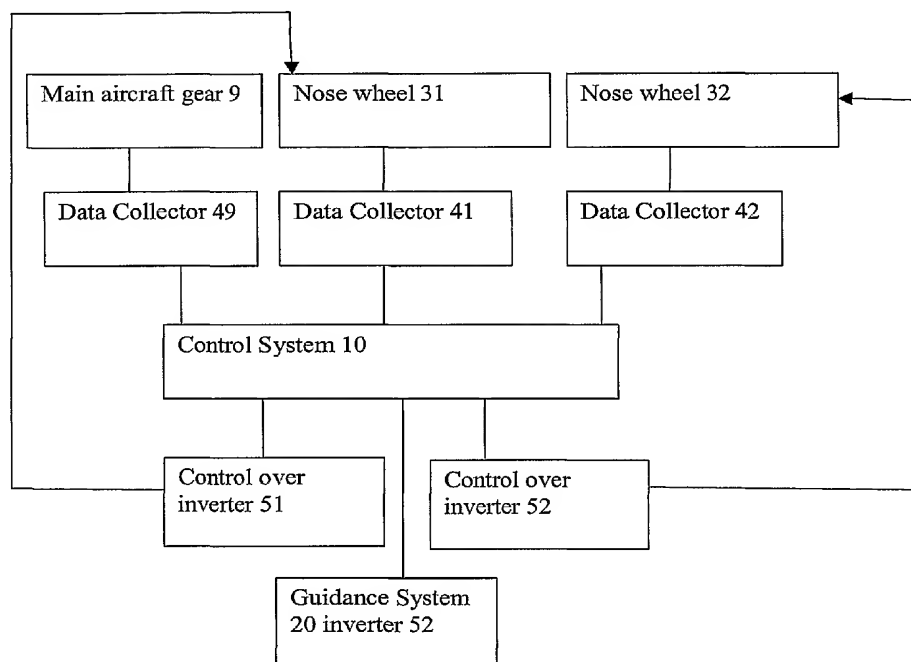 Main aircraft gear 9
Nose wheel 31
Nose wheel 32
Data Collector 49
Data Collector 41
Data Collector 42
Control System 10
Control over
inverter 51
Control over
inverter 52
Guidance System
20 inverter 52